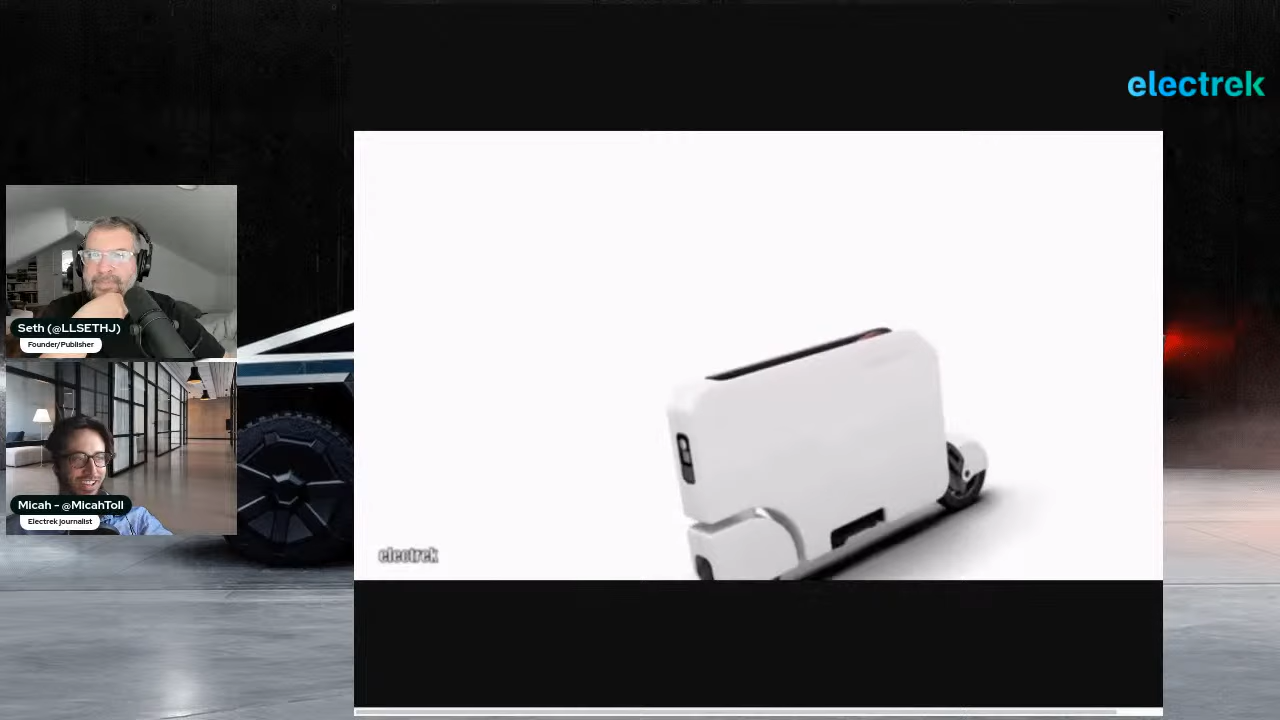 electrek
Seth (@LLSETHJ)
Founder/Publisher
Micah - @MicahToll
Electrek journalist
electrek